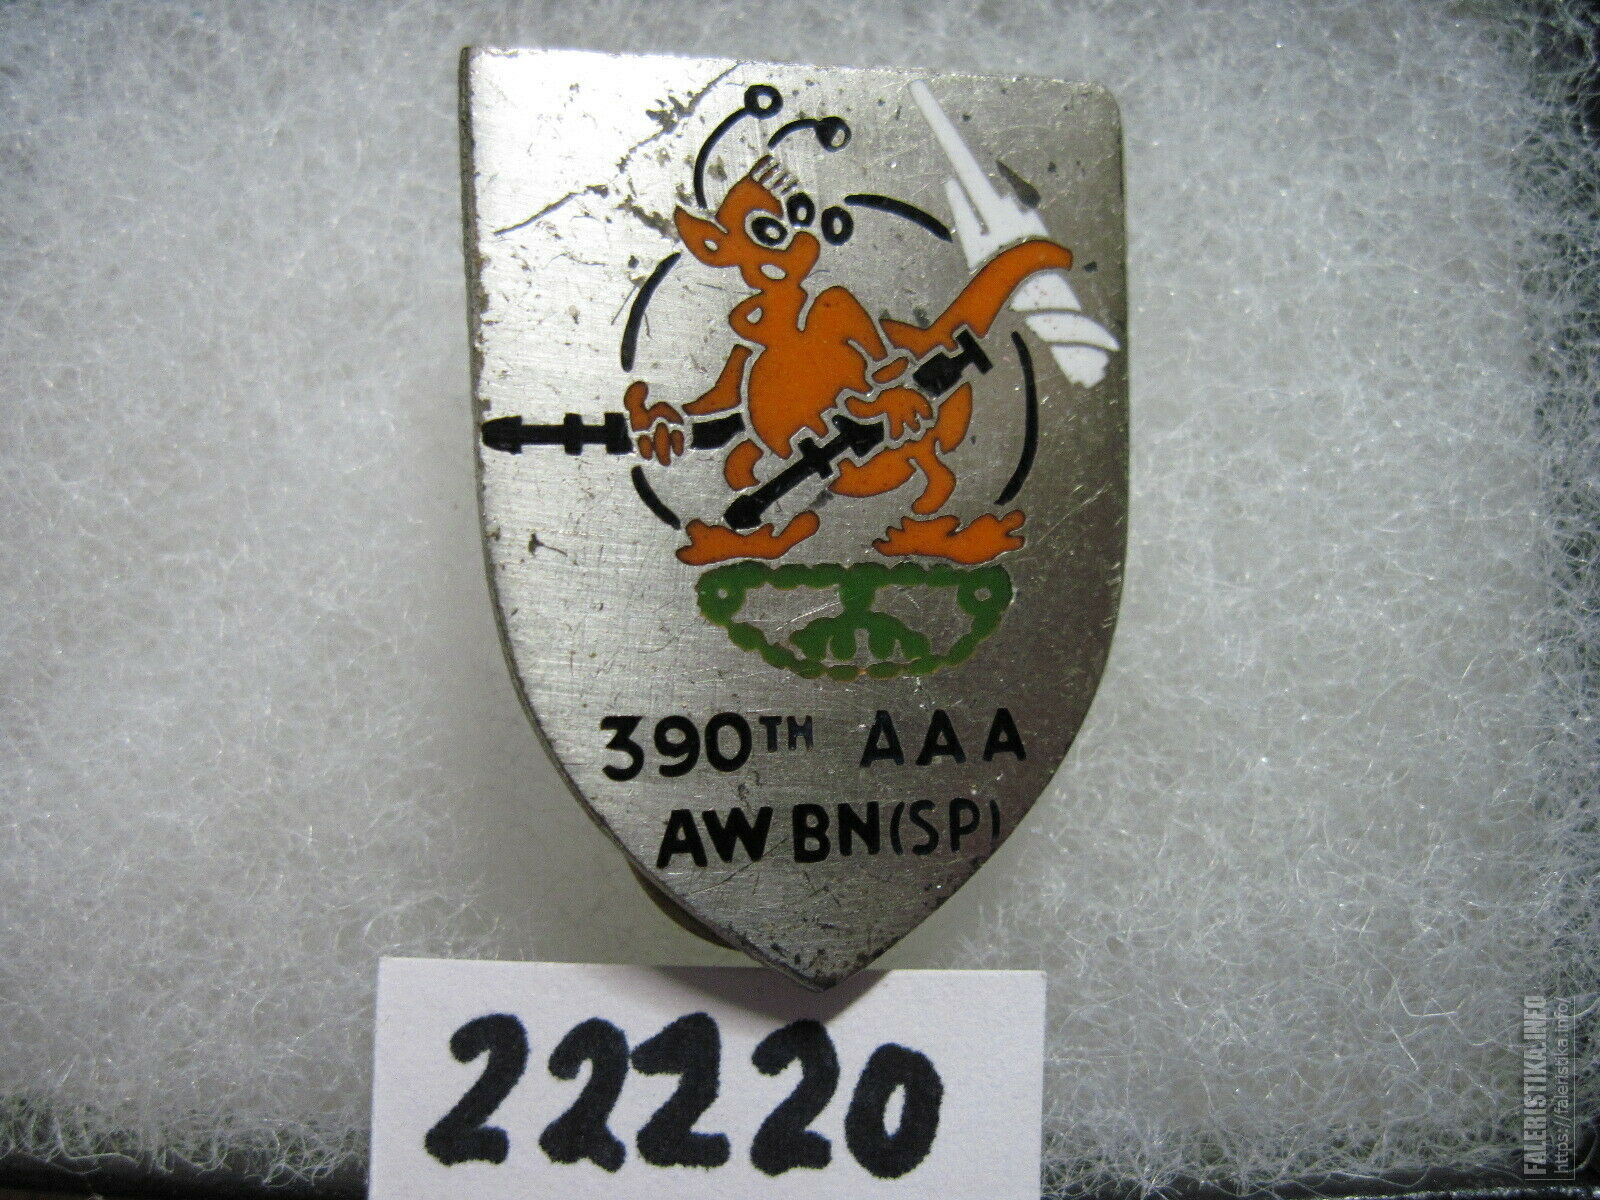 390TH AAA
AW BN(SP)
22220
FALERISTIKA.INFO
https://faleristika.info/